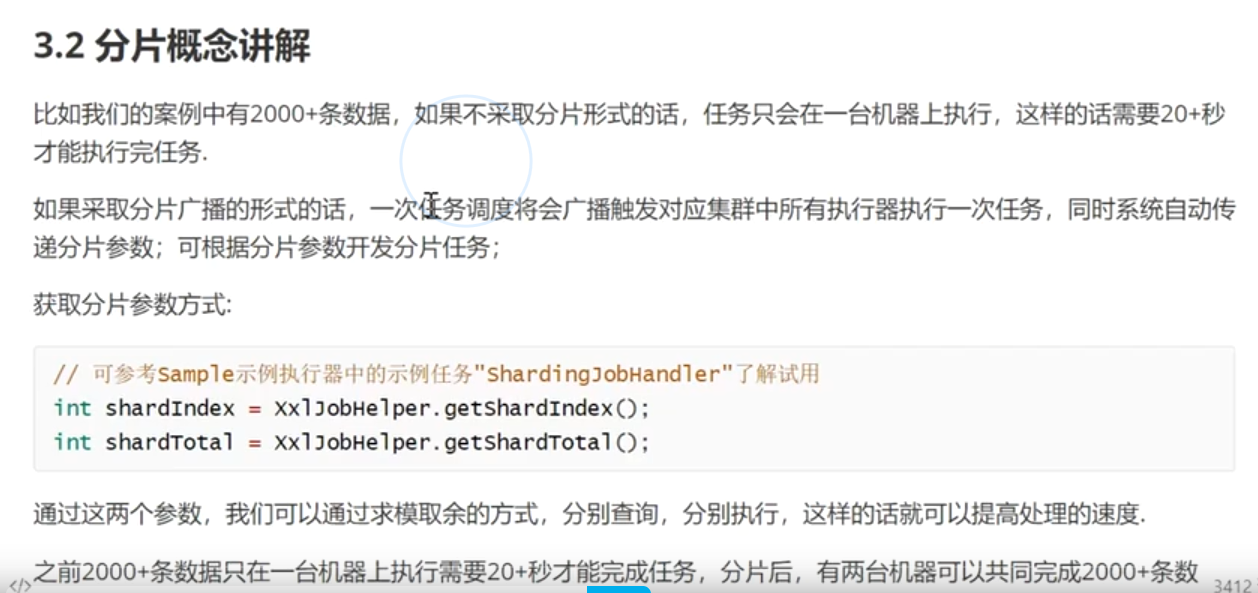 3.2 分片概念讲解
比如我们的案例中有2000+条数据，如果不采取分片形式的话，任务只会在一台机器上执行，这样的话需要20+秒
才能执行完任务.
如果采取分片广播的形式的话，一次任务调度将会广播触发对应集群中所有执行器执行一次任务，同时系统自动传
递分片参数；可根据分片参数开发分片任务；
获取分片参数方式:
// 可参考Sample示例执行器中的示例任务"ShardingJobHandler"了解试用
int shardIndex = XxlJobHelper.getShardIndex();
int shardTotal = XxlJobHelper.getShardTotal();
通过这两个参数，我们可以通过求模取余的方式，分别查询，分别执行，这样的话就可以提高处理的速度.
之前2000+条数据只在一台机器上执行需要20+秒才能完成任务，分片后，有两台机器可以共同完成2000+条数
</> 3412